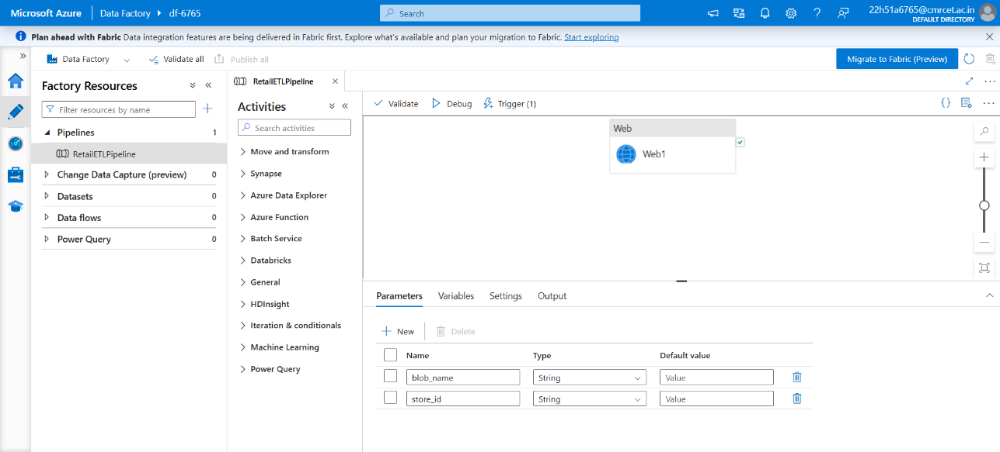 Microsoft Azure
Data Factory
df-6765
Search
22h51a6765@cmrcet.ac.in
DEFAULT DIRECTORY
Plan ahead with Fabric Data integration features are being delivered in Fabric first. Explore what's available and plan your migration to Fabric. Start exploring
Data Factory
Validate all
Publish all
Migrate to Fabric (Preview)
Factory Resources
Filter resources by name
Pipelines 1
RetailETLPipeline
Change Data Capture (preview) 0
Datasets 0
Data flows 0
Power Query 0
RetailETLPipeline
Activities
Search activities
Move and transform
Synapse
Azure Data Explorer
Azure Function
Batch Service
Databricks
General
HDInsight
Iteration & conditionals
Machine Learning
Power Query
Validate
Debug
Trigger (1)
Web
Web1
Parameters
Variables
Settings
Output
New
Delete
Name Type Default value
blob_name String Value
store_id String Value